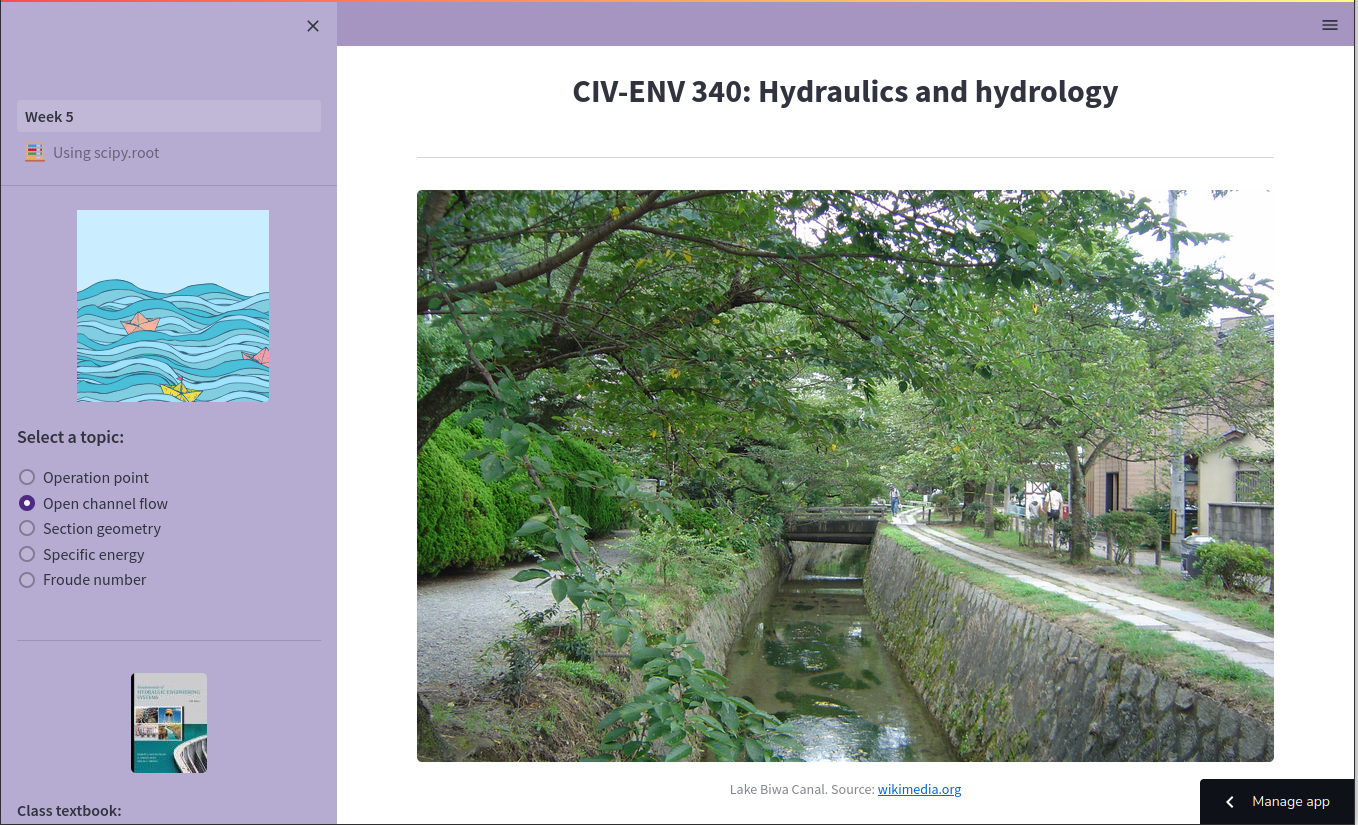 Week 5
Using scipy.root
Select a topic:
Operation point
Open channel flow
Section geometry
Specific energy
Froude number
HYDRAULIC ENGINEERING
SYSTEMS
Class textbook:
CIV-ENV 340: Hydraulics and hydrology
Lake Biwa Canal. Source: wikimedia.org
Manage app